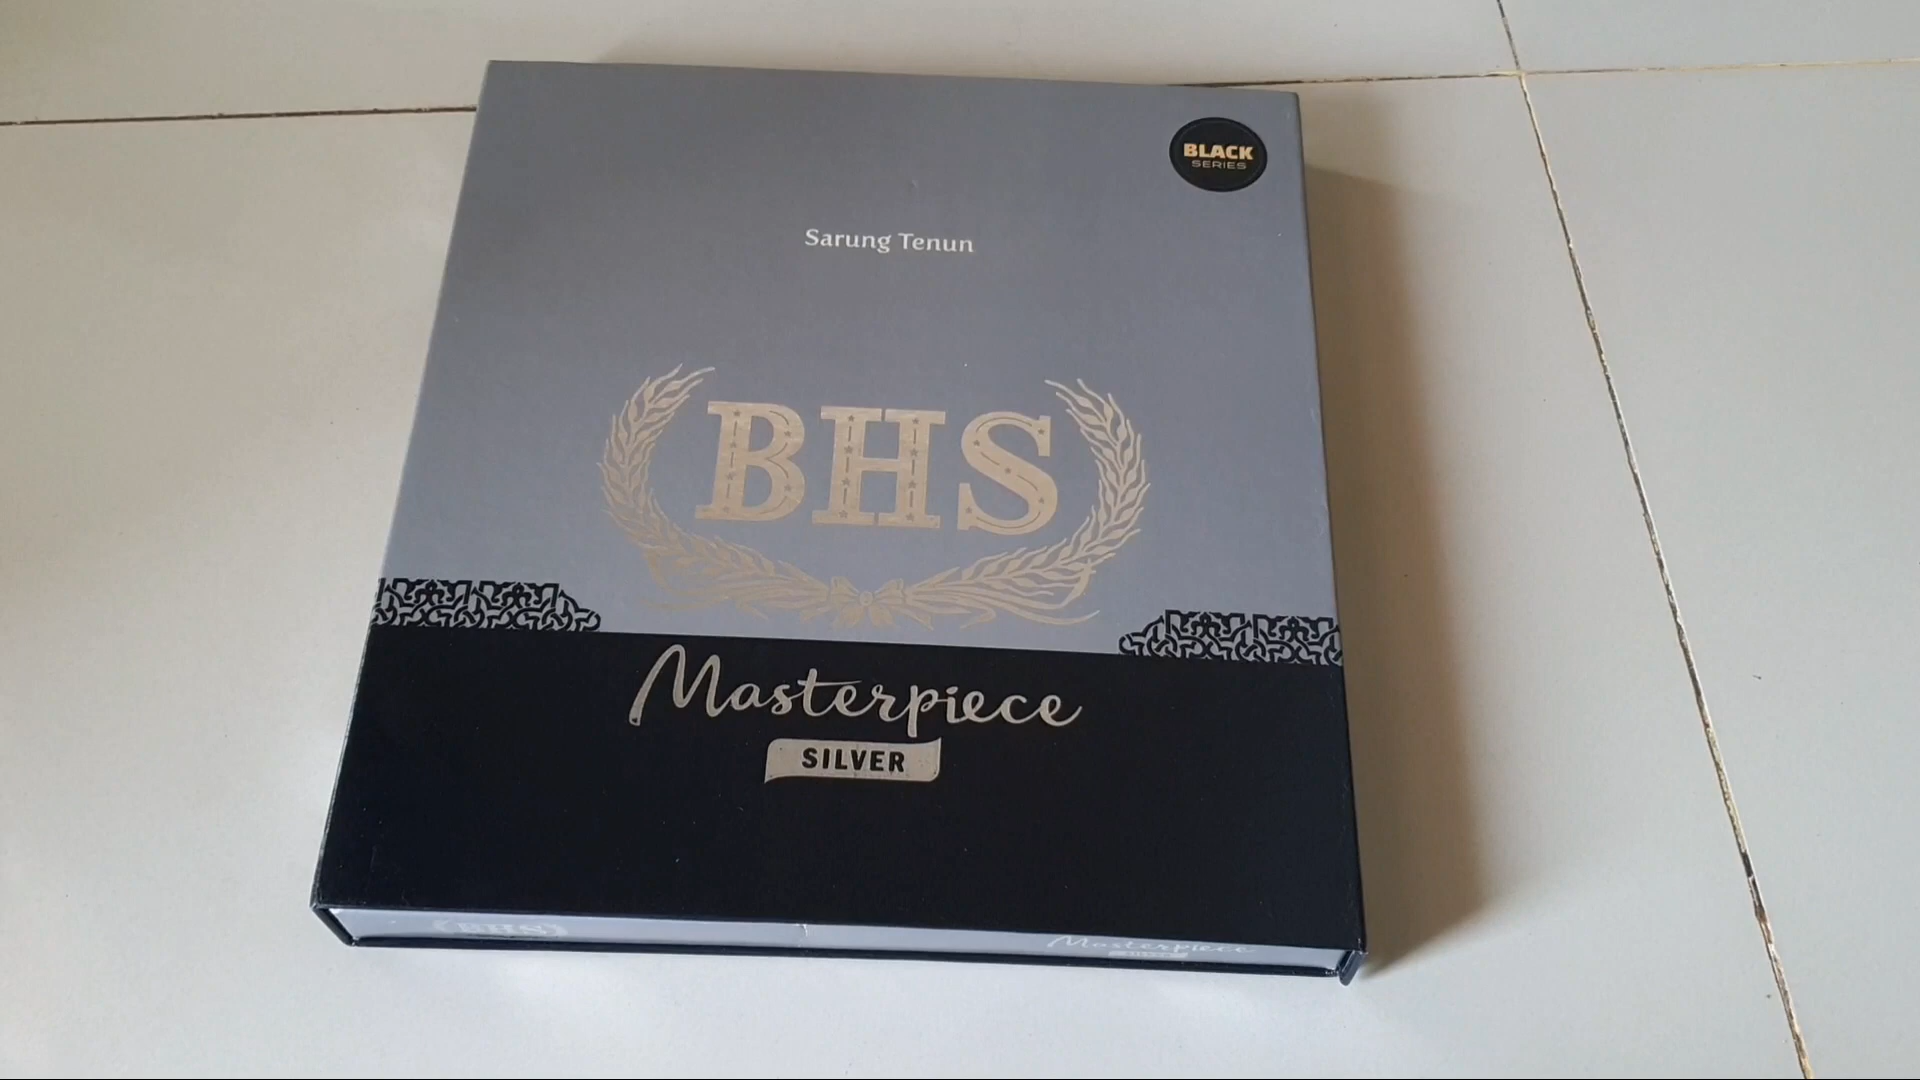 BLACK
SERIES
Sarung Tenun
BHS
Masterpiece
SILVER
BHS
Masterpiece